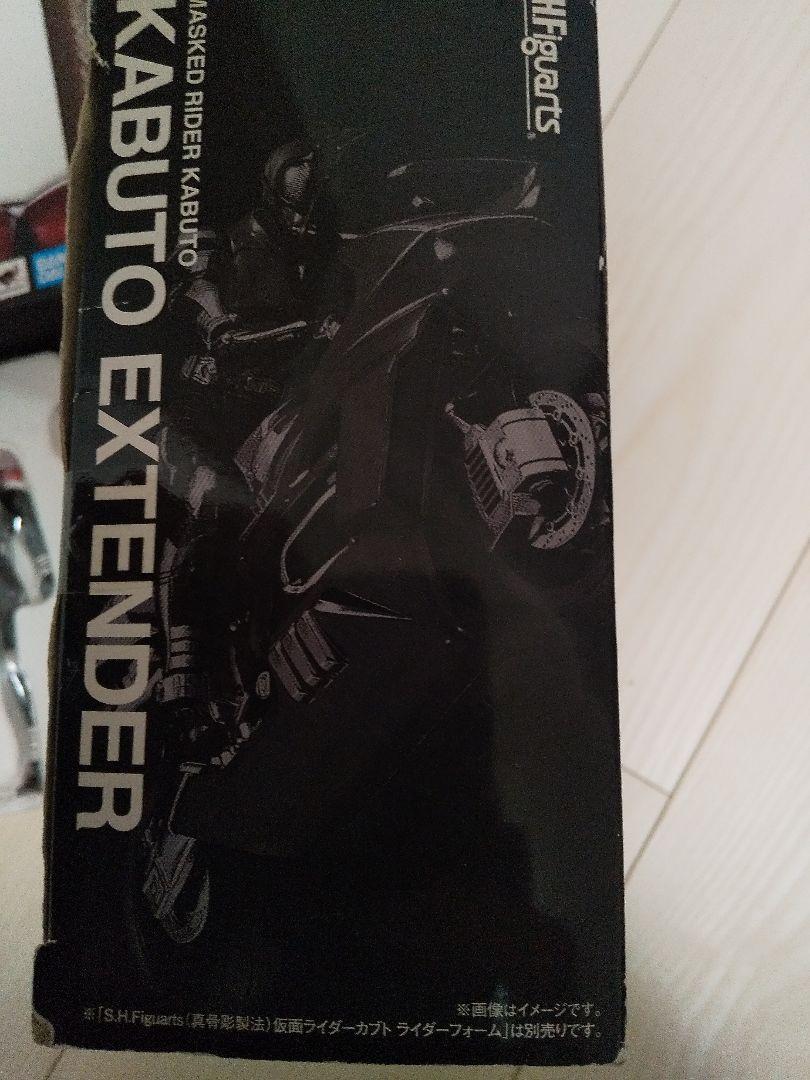 S.H.Figuarts
MASKED RIDER KABUTO
KABUTO EXTENDER
※画像はイメージです。
※「S.H.Figuarts（真骨彫製法）仮面ライダーカブト ライダーフォーム」は別売りです。